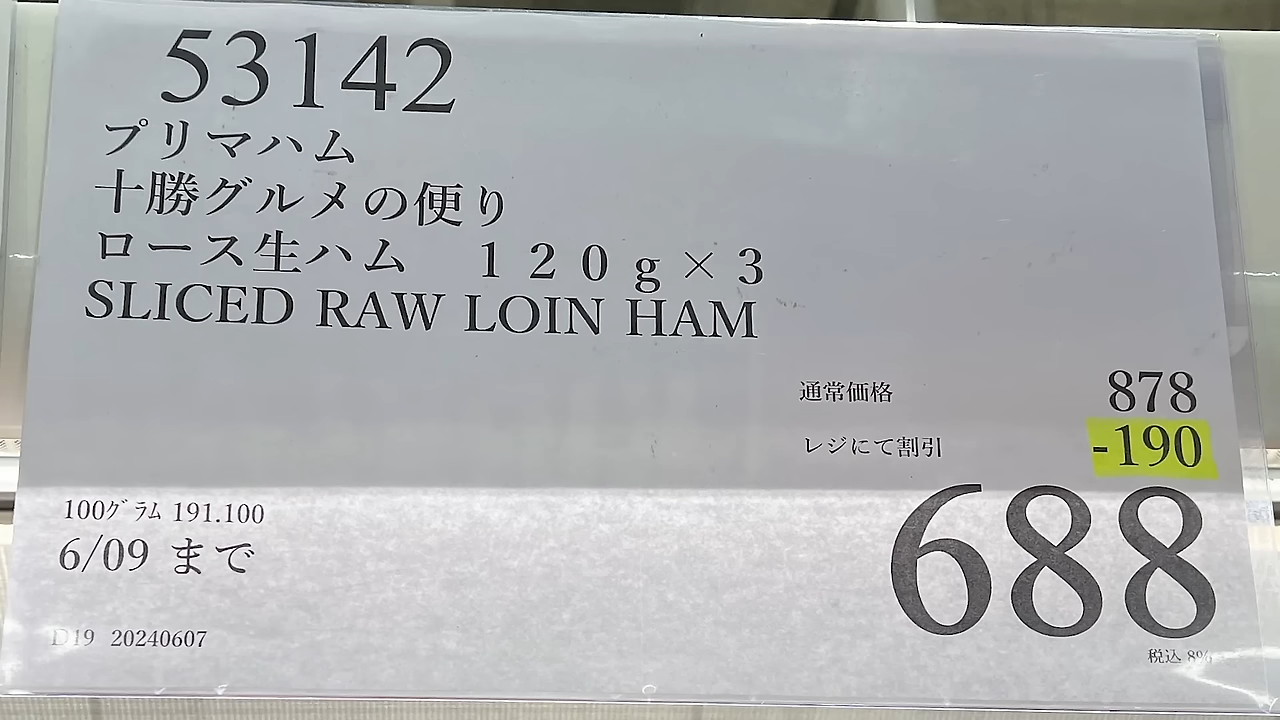 53142
プリマハム
十勝グルメの便り
ロース生ハム　１２０ｇ×３
SLICED RAW LOIN HAM
通常価格 878
レジにて割引 -190
688
税込 8%
100ｸﾞﾗﾑ 191.100
6/09 まで
D19 20240607